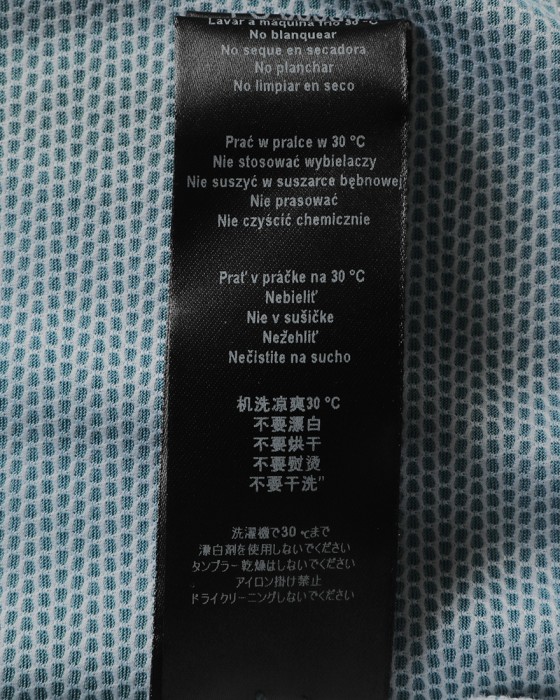 Lavar a máquina frío 30 °C
No blanquear
No seque en secadora
No planchar
No limpiar en seco
Prać w pralce w 30 °C
Nie stosować wybielaczy
Nie suszyć w suszarce bębnowej
Nie prasować
Nie czyścić chemicznie
Prať v práčke na 30 °C
Nebieliť
Nie v sušičke
Nežehliť
Nečistite na sucho
机洗凉爽30 °C
不要漂白
不要烘干
不要熨烫
不要干洗"
洗濯機で30 ℃まで
漂白剤を使用しないでください
タンブラー乾燥はしないでください
アイロン掛け禁止
ドライクリーニングしないでください